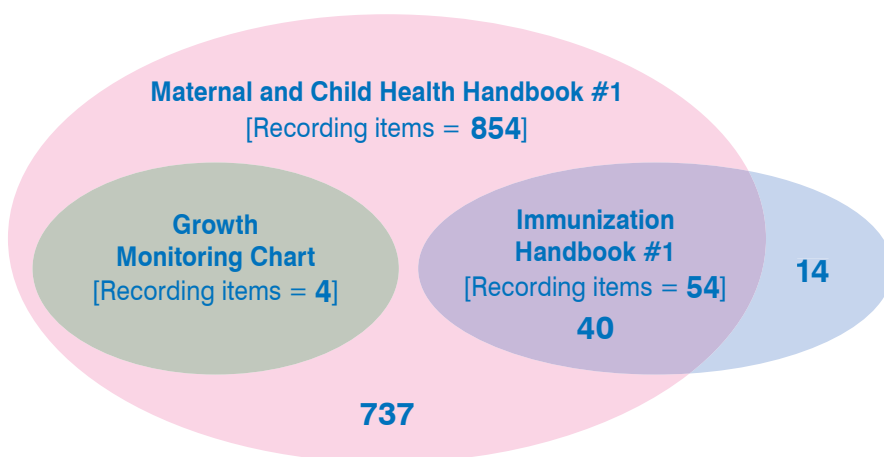 Maternal and Child Health Handbook #1
[Recording items = 854]
Growth
Monitoring Chart
[Recording items = 4]
Immunization
Handbook #1
[Recording items = 54]
40
14
737